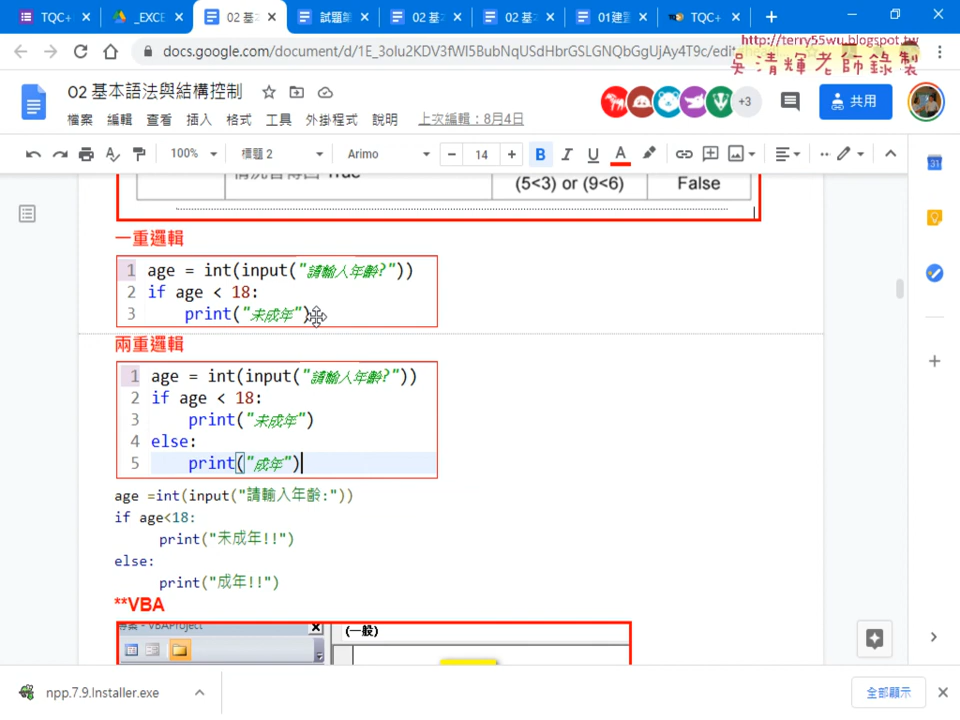 TQC+
_EXCE
02 基
試題
02 基
02 基
01建
TQC+
docs.google.com/document/d/1E_3olu2KDV3fWI5BubNqUSdHbrGSLGNQbGgUjAy4T9c/edi
http://terry55wu.blogspot.tw
吳清輝老師錄製
02 基本語法與結構控制
檔案 編輯 查看 插入 格式 工具 外掛程式 說明 上次編輯：8月4日
+3
共用
100% 標題 2 Arimo 14 B I U A
31
(5<3) or (9<6) False
一重邏輯
1 age = int(input("請輸入年齡?"))
2 if age < 18:
3 print("未成年")
兩重邏輯
1 age = int(input("請輸入年齡?"))
2 if age < 18:
3 print("未成年")
4 else:
5 print("成年")
age =int(input("請輸入年齡:"))
if age<18:
print("未成年!!")
else:
print("成年!!")
**VBA
(一般)
npp.7.9.Installer.exe
全部顯示